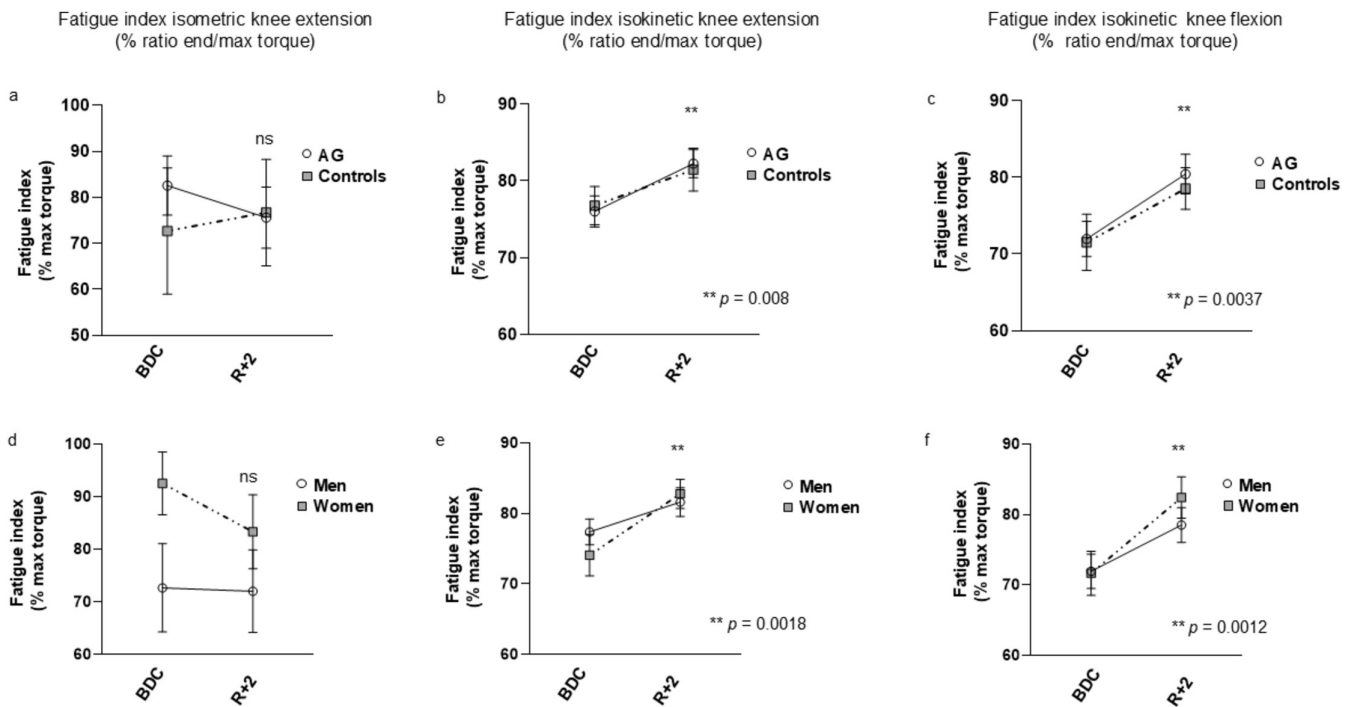 Fatigue index isometric knee extension
(% ratio end/max torque)
Fatigue index isokinetic knee extension
(% ratio end/max torque)
Fatigue index isokinetic knee flexion
(% ratio end/max torque)
a
100
90
80
70
60
50
Fatigue index
(% max torque)
ns
AG
Controls
BDC
R+2
b
90
80
70
60
Fatigue index
(% max torque)
**
AG
Controls
** p = 0.008
BDC
R+2
c
90
80
70
60
Fatigue index
(% max torque)
**
AG
Controls
** p = 0.0037
BDC
R+2
d
100
90
80
70
60
Fatigue index
(% max torque)
ns
Men
Women
BDC
R+2
e
90
80
70
60
Fatigue index
(% max torque)
**
Men
Women
** p = 0.0018
BDC
R+2
f
90
80
70
60
Fatigue index
(% max torque)
**
Men
Women
** p = 0.0012
BDC
R+2